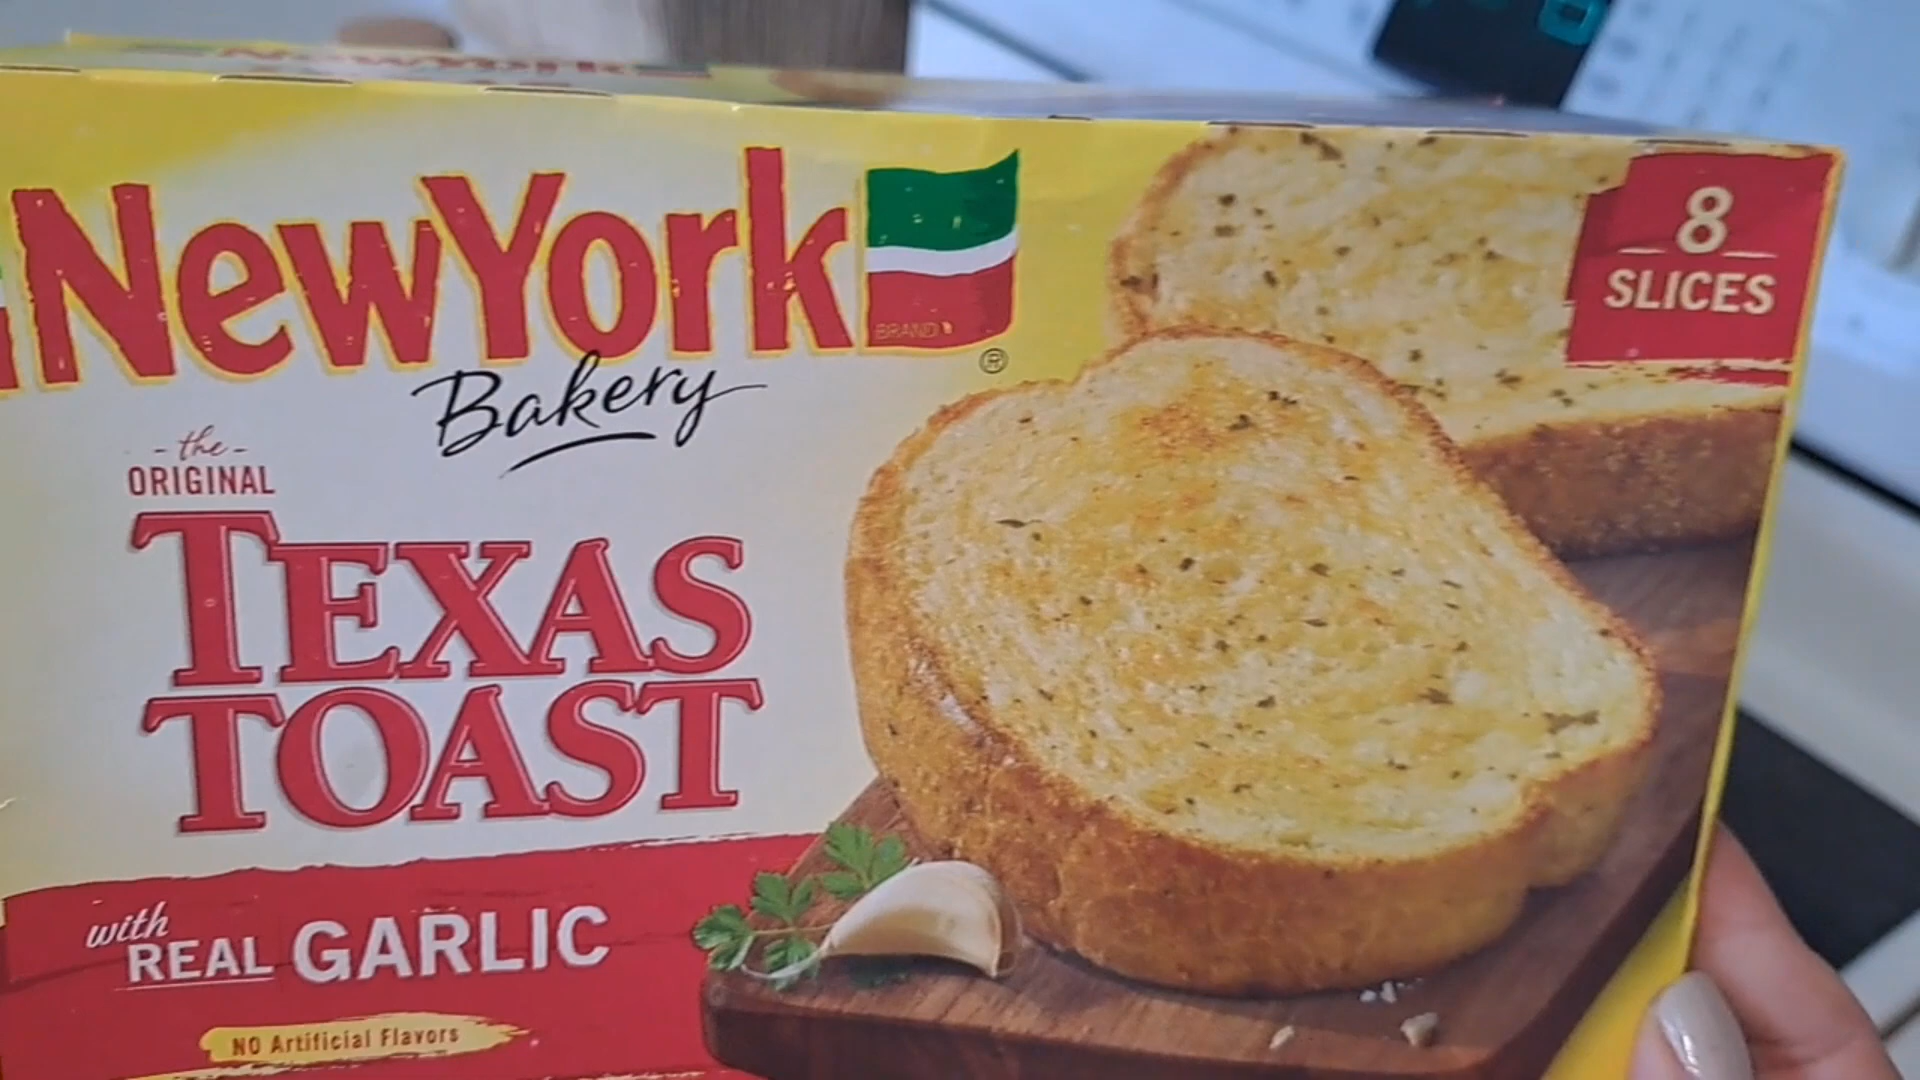 NewYork
BRAND
®
Bakery
8
SLICES
- the -
ORIGINAL
TEXAS
TOAST
with
REAL GARLIC
NO Artificial Flavors